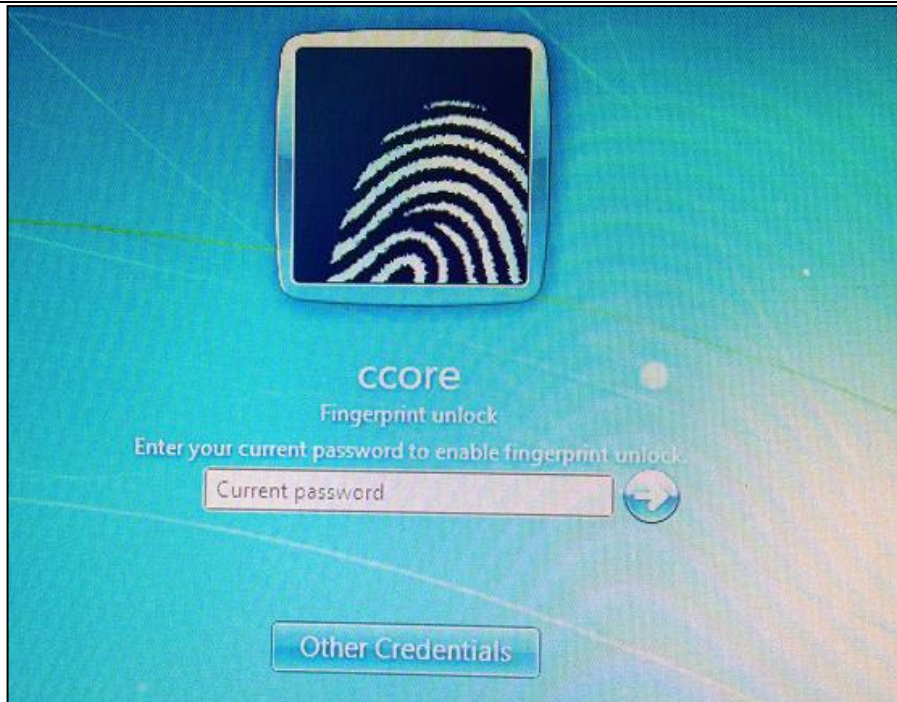 ccore
Fingerprint unlock
Enter your current password to enable fingerprint unlock.
Current password
Other Credentials